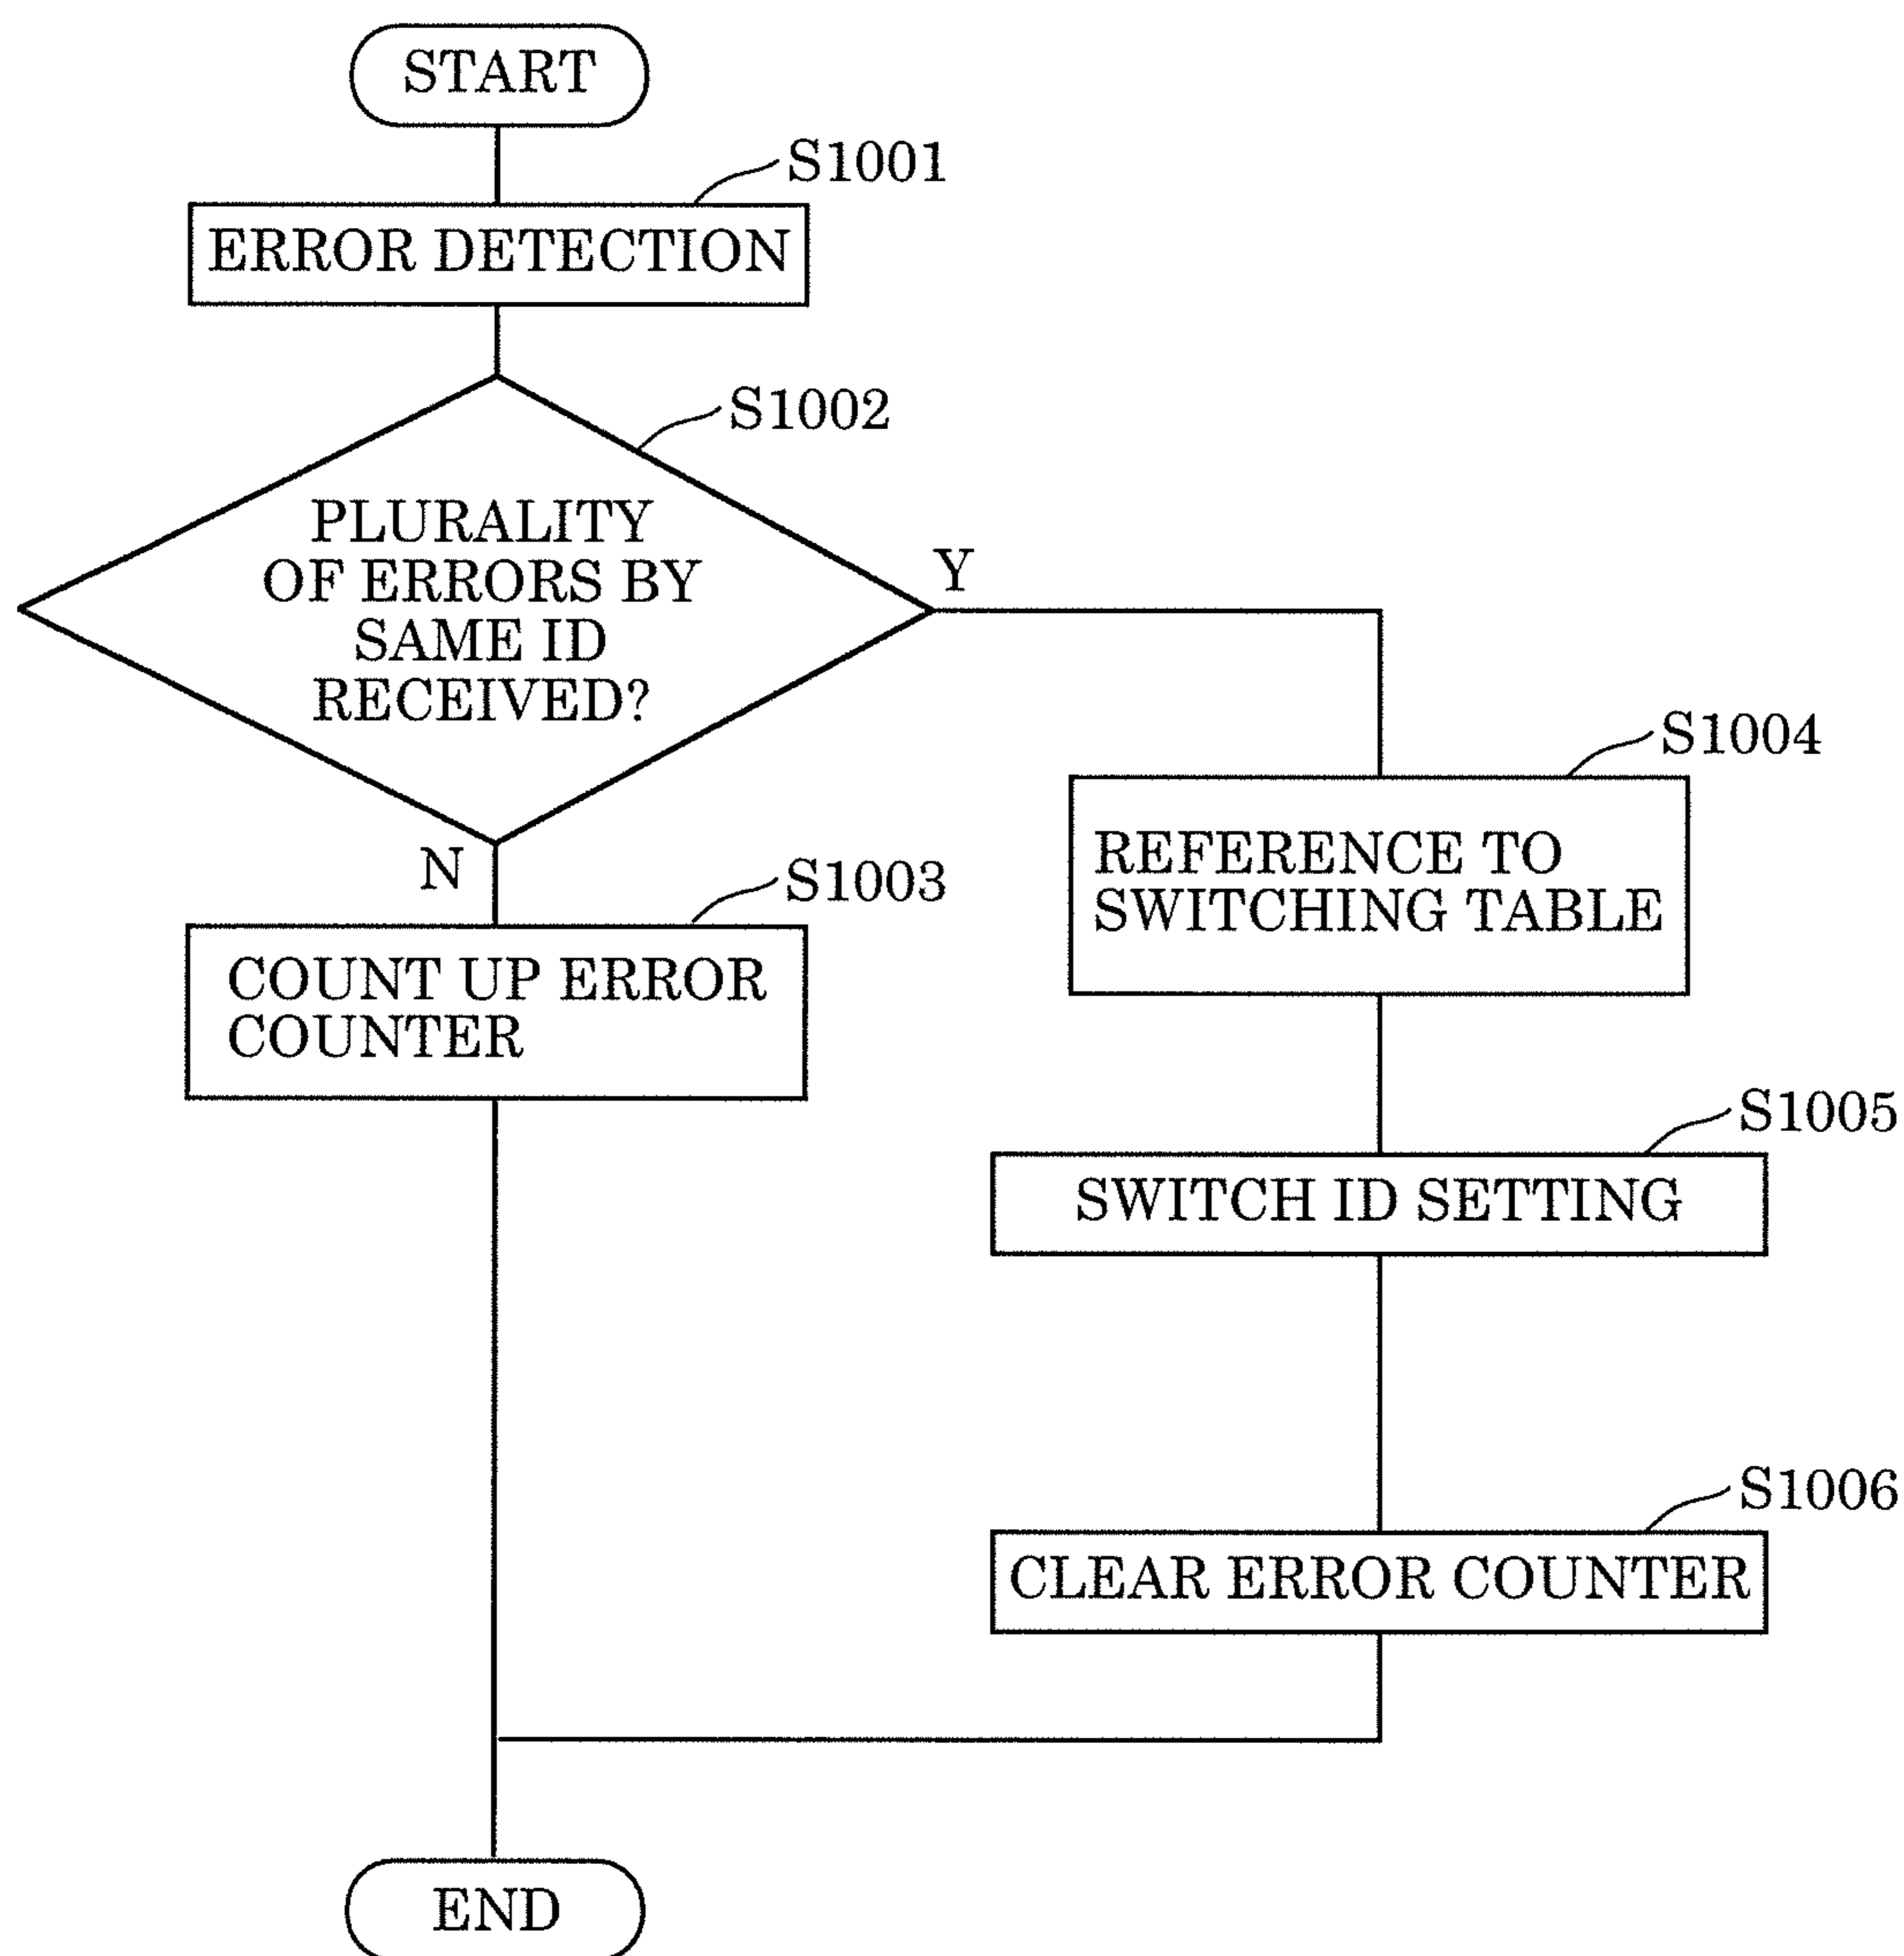 START
S1001
ERROR DETECTION
S1002
PLURALITY
OF ERRORS BY
SAME ID
RECEIVED?
Y
N
S1003
COUNT UP ERROR
COUNTER
S1004
REFERENCE TO
SWITCHING TABLE
S1005
SWITCH ID SETTING
S1006
CLEAR ERROR COUNTER
END